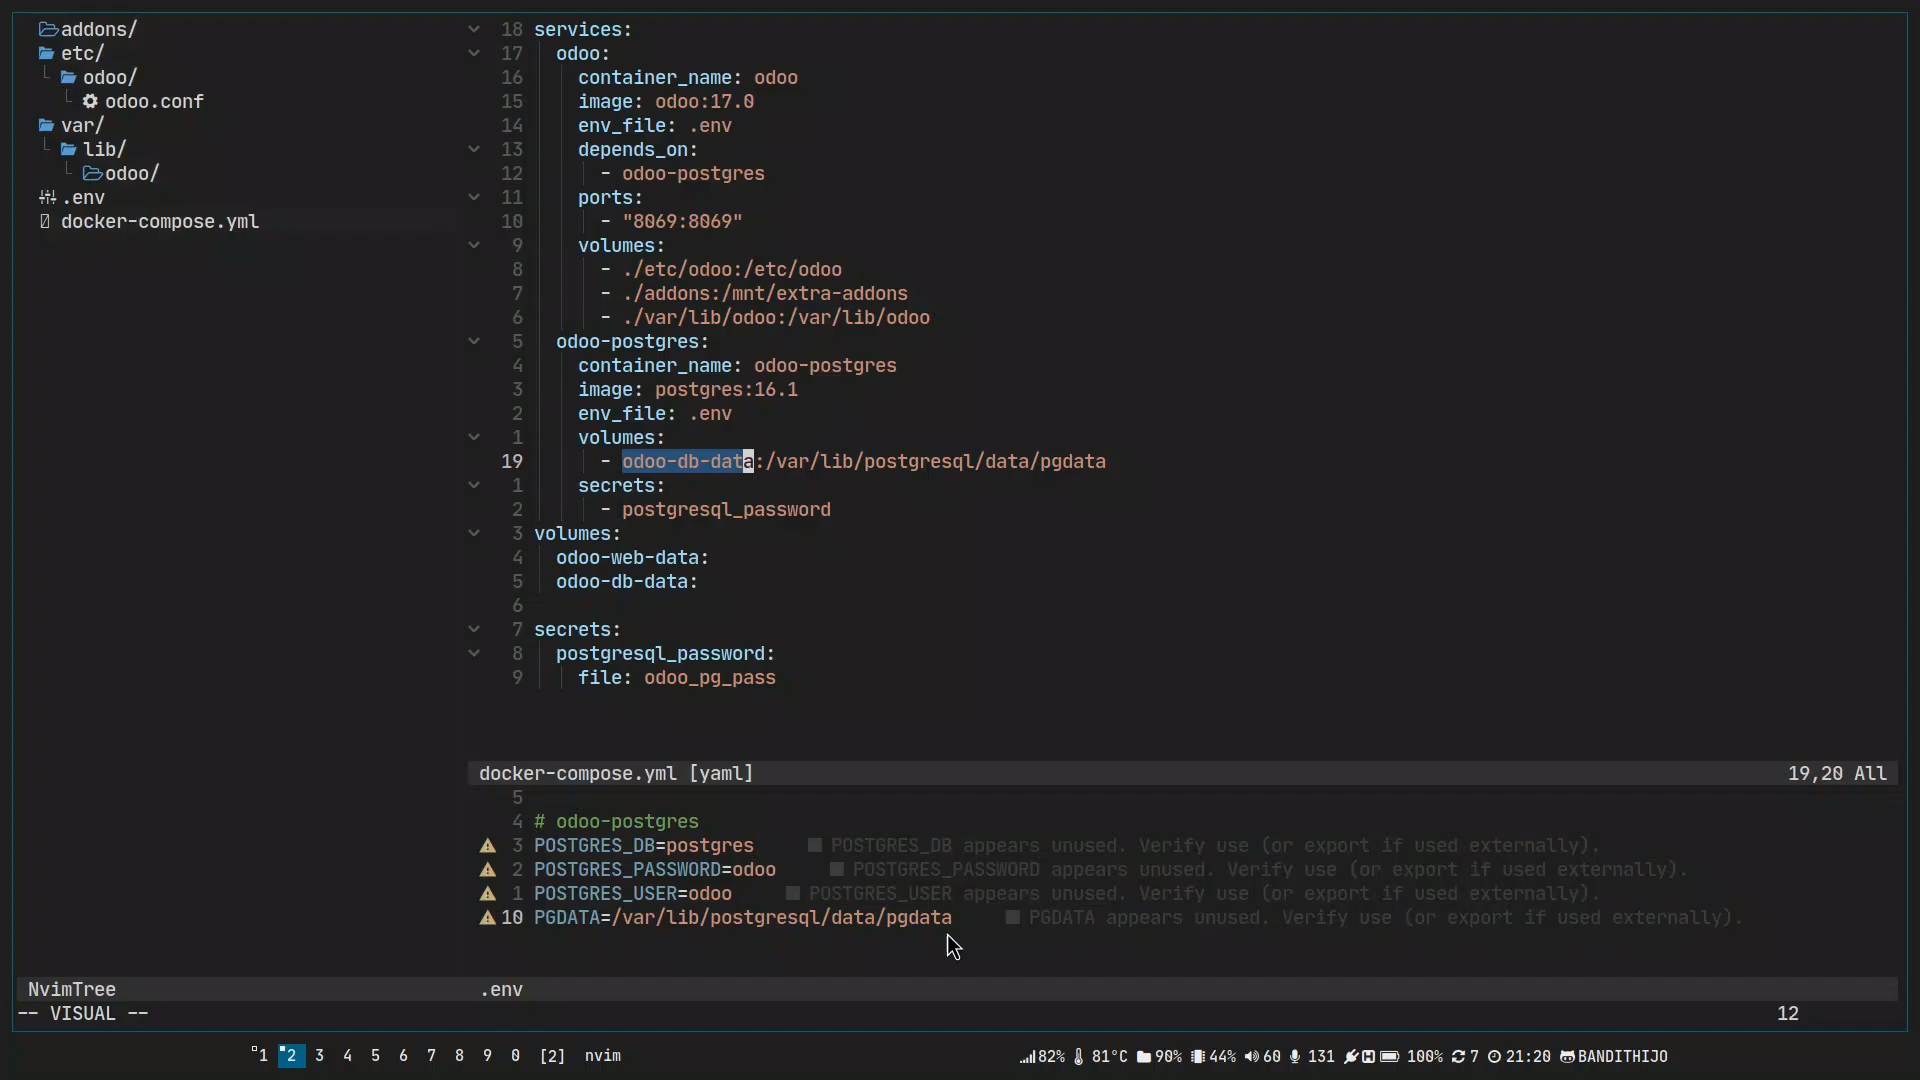 addons/
etc/
odoo/
odoo.conf
var/
lib/
odoo/
.env
docker-compose.yml
18 services:
17 odoo:
16 container_name: odoo
15 image: odoo:17.0
14 env_file: .env
13 depends_on:
12 - odoo-postgres
11 ports:
10 - "8069:8069"
9 volumes:
8 - ./etc/odoo:/etc/odoo
7 - ./addons:/mnt/extra-addons
6 - ./var/lib/odoo:/var/lib/odoo
5 odoo-postgres:
4 container_name: odoo-postgres
3 image: postgres:16.1
2 env_file: .env
1 volumes:
19 - odoo-db-data:/var/lib/postgresql/data/pgdata
1 secrets:
2 - postgresql_password
3 volumes:
4 odoo-web-data:
5 odoo-db-data:
6
7 secrets:
8 postgresql_password:
9 file: odoo_pg_pass
docker-compose.yml [yaml] 19,20 All
5
4 # odoo-postgres
3 POSTGRES_DB=postgres ■ POSTGRES_DB appears unused. Verify use (or export if used externally).
2 POSTGRES_PASSWORD=odoo ■ POSTGRES_PASSWORD appears unused. Verify use (or export if used externally).
1 POSTGRES_USER=odoo ■ POSTGRES_USER appears unused. Verify use (or export if used externally).
10 PGDATA=/var/lib/postgresql/data/pgdata ■ PGDATA appears unused. Verify use (or export if used externally).
NvimTree .env
-- VISUAL -- 12
1 2 3 4 5 6 7 8 9 0 [2] nvim 82% 81°C 90% 44% 60 131 H 100% 7 21:20 BANDITHIJO